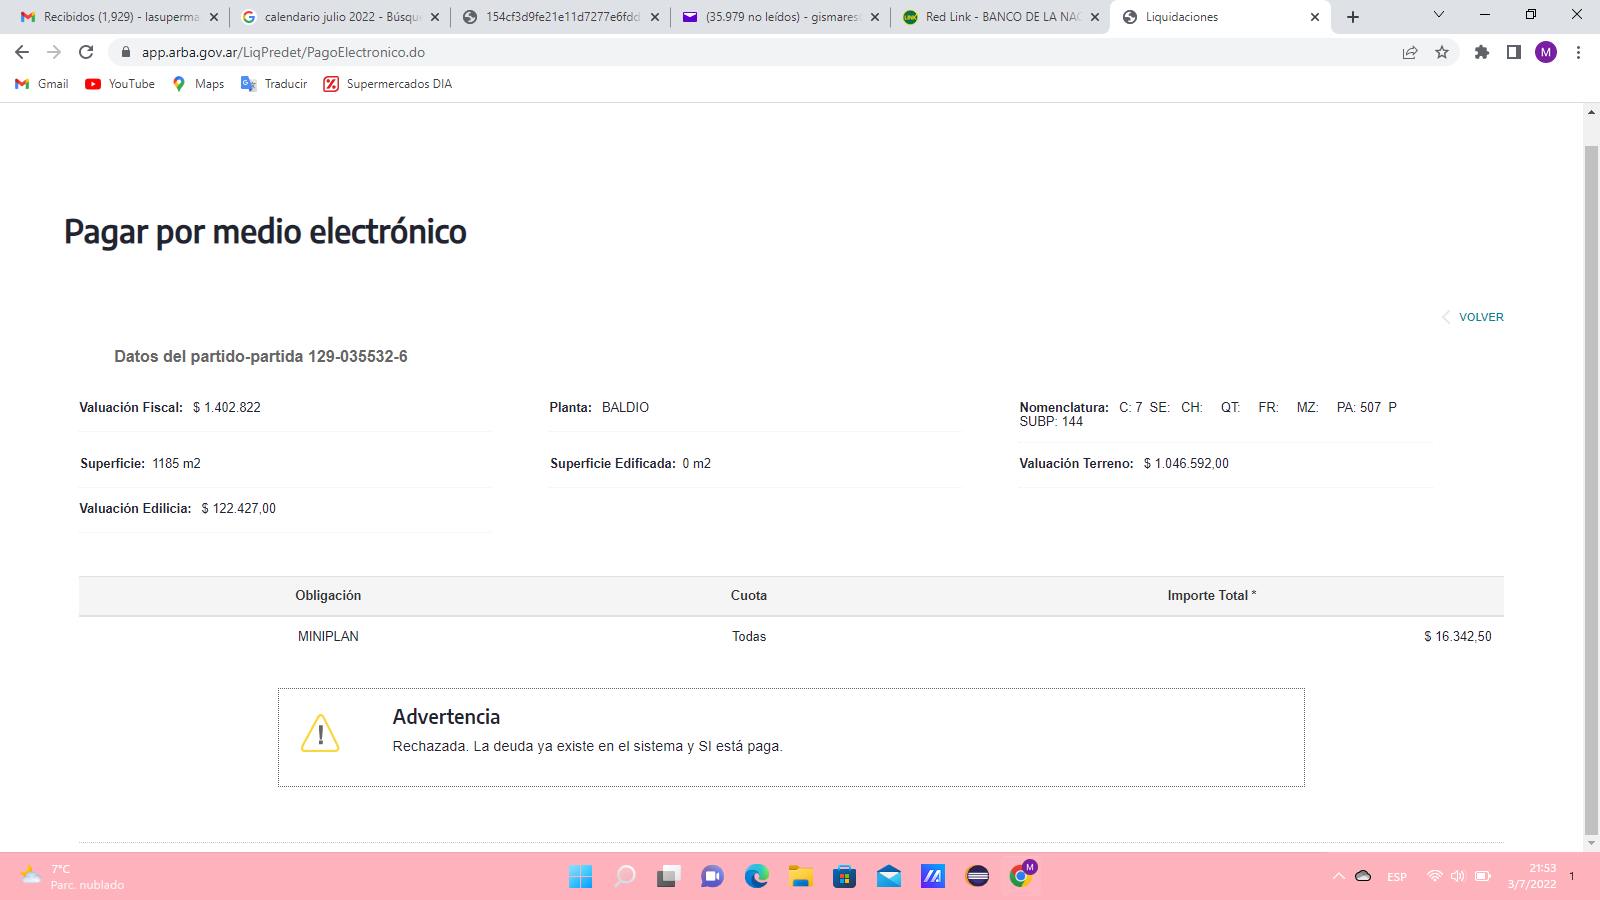 Recibidos (1,929) - lasuperma
calendario julio 2022 - Búsqu
154cf3d9fe21e11d7277e6fdd
(35.979 no leídos) - gismares
Red Link - BANCO DE LA NAC
Liquidaciones
app.arba.gov.ar/LiqPredet/PagoElectronico.do
M
Gmail
YouTube
Maps
Traducir
Supermercados DIA
Pagar por medio electrónico
VOLVER
Datos del partido-partida 129-035532-6
Valuación Fiscal: $ 1.402.822
Planta: BALDIO
Nomenclatura: C: 7 SE: CH: QT: FR: MZ: PA: 507 P
SUBP: 144
Superficie: 1185 m2
Superficie Edificada: 0 m2
Valuación Terreno: $ 1.046.592,00
Valuación Edilicia: $ 122.427,00
Obligación Cuota Importe Total *
MINIPLAN Todas $ 16.342,50
Advertencia
Rechazada. La deuda ya existe en el sistema y SI está paga.
7°C
Parc. nublado
M
ESP
21:53
3/7/2022
1